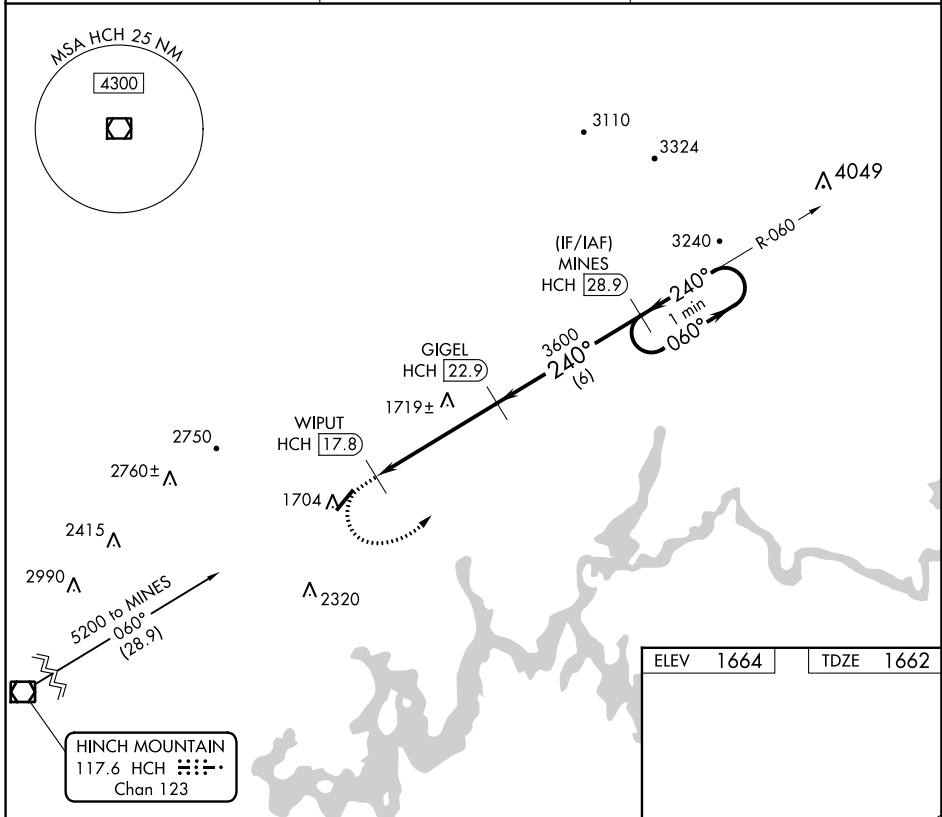 MSA HCH 25 NM
4300
3110
3324
4049
3240
R-060
(IF/IAF)
MINES
HCH 28.9
240°
1 min
060°
3600
240°
(6)
GIGEL
HCH 22.9
1719±
WIPUT
HCH 17.8
2750
2760±
1704
2415
2990
2320
5200 to MINES
060°
(28.9)
ELEV 1664 TDZE 1662
HINCH MOUNTAIN
117.6 HCH
Chan 123